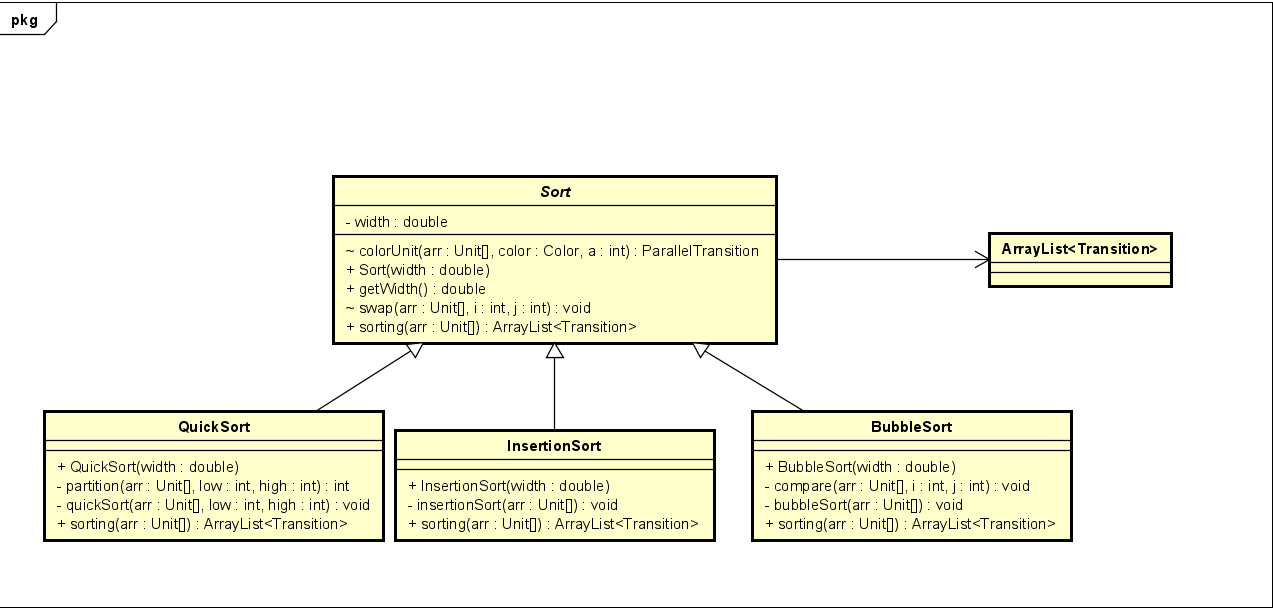 pkg
Sort
- width : double
~ colorUnit(arr : Unit[], color : Color, a : int) : ParallelTransition
+ Sort(width : double)
+ getWidth() : double
~ swap(arr : Unit[], i : int, j : int) : void
+ sorting(arr : Unit[]) : ArrayList<Transition>
ArrayList<Transition>
QuickSort
+ QuickSort(width : double)
- partition(arr : Unit[], low : int, high : int) : int
- quickSort(arr : Unit[], low : int, high : int) : void
+ sorting(arr : Unit[]) : ArrayList<Transition>
InsertionSort
+ InsertionSort(width : double)
- insertionSort(arr : Unit[]) : void
+ sorting(arr : Unit[]) : ArrayList<Transition>
BubbleSort
+ BubbleSort(width : double)
- compare(arr : Unit[], i : int, j : int) : void
- bubbleSort(arr : Unit[]) : void
+ sorting(arr : Unit[]) : ArrayList<Transition>